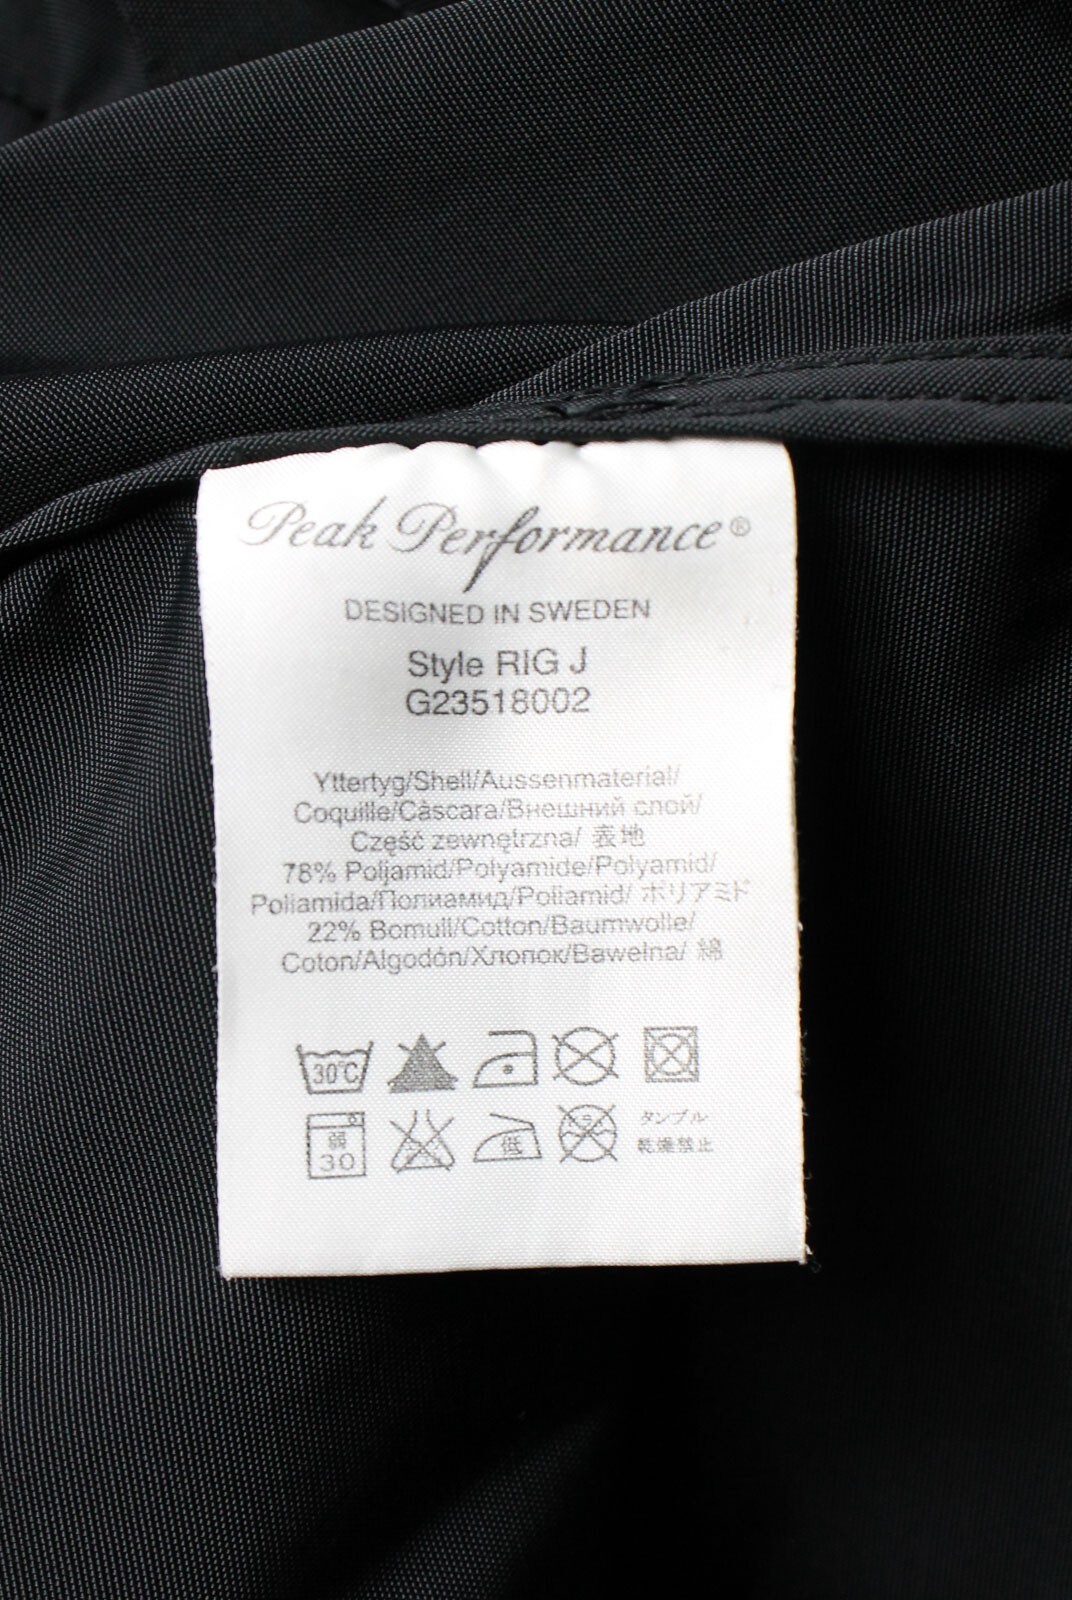 Peak Performance®
DESIGNED IN SWEDEN
Style RIG J
G23518002
Yttertyg/Shell/Aussenmaterial/
Coquille/Càscara/Внешний слой/
Część zewnętrzna/ 表地
78% Poljamid/Polyamide/Polyamid/
Poliamida/Полиамид/Poliamid/ ポリアミド
22% Bomull/Cotton/Baumwolle/
Coton/Algodón/Хлопок/Bawełna/ 綿
30°C
弱 30 低 タンブル
乾燥禁止